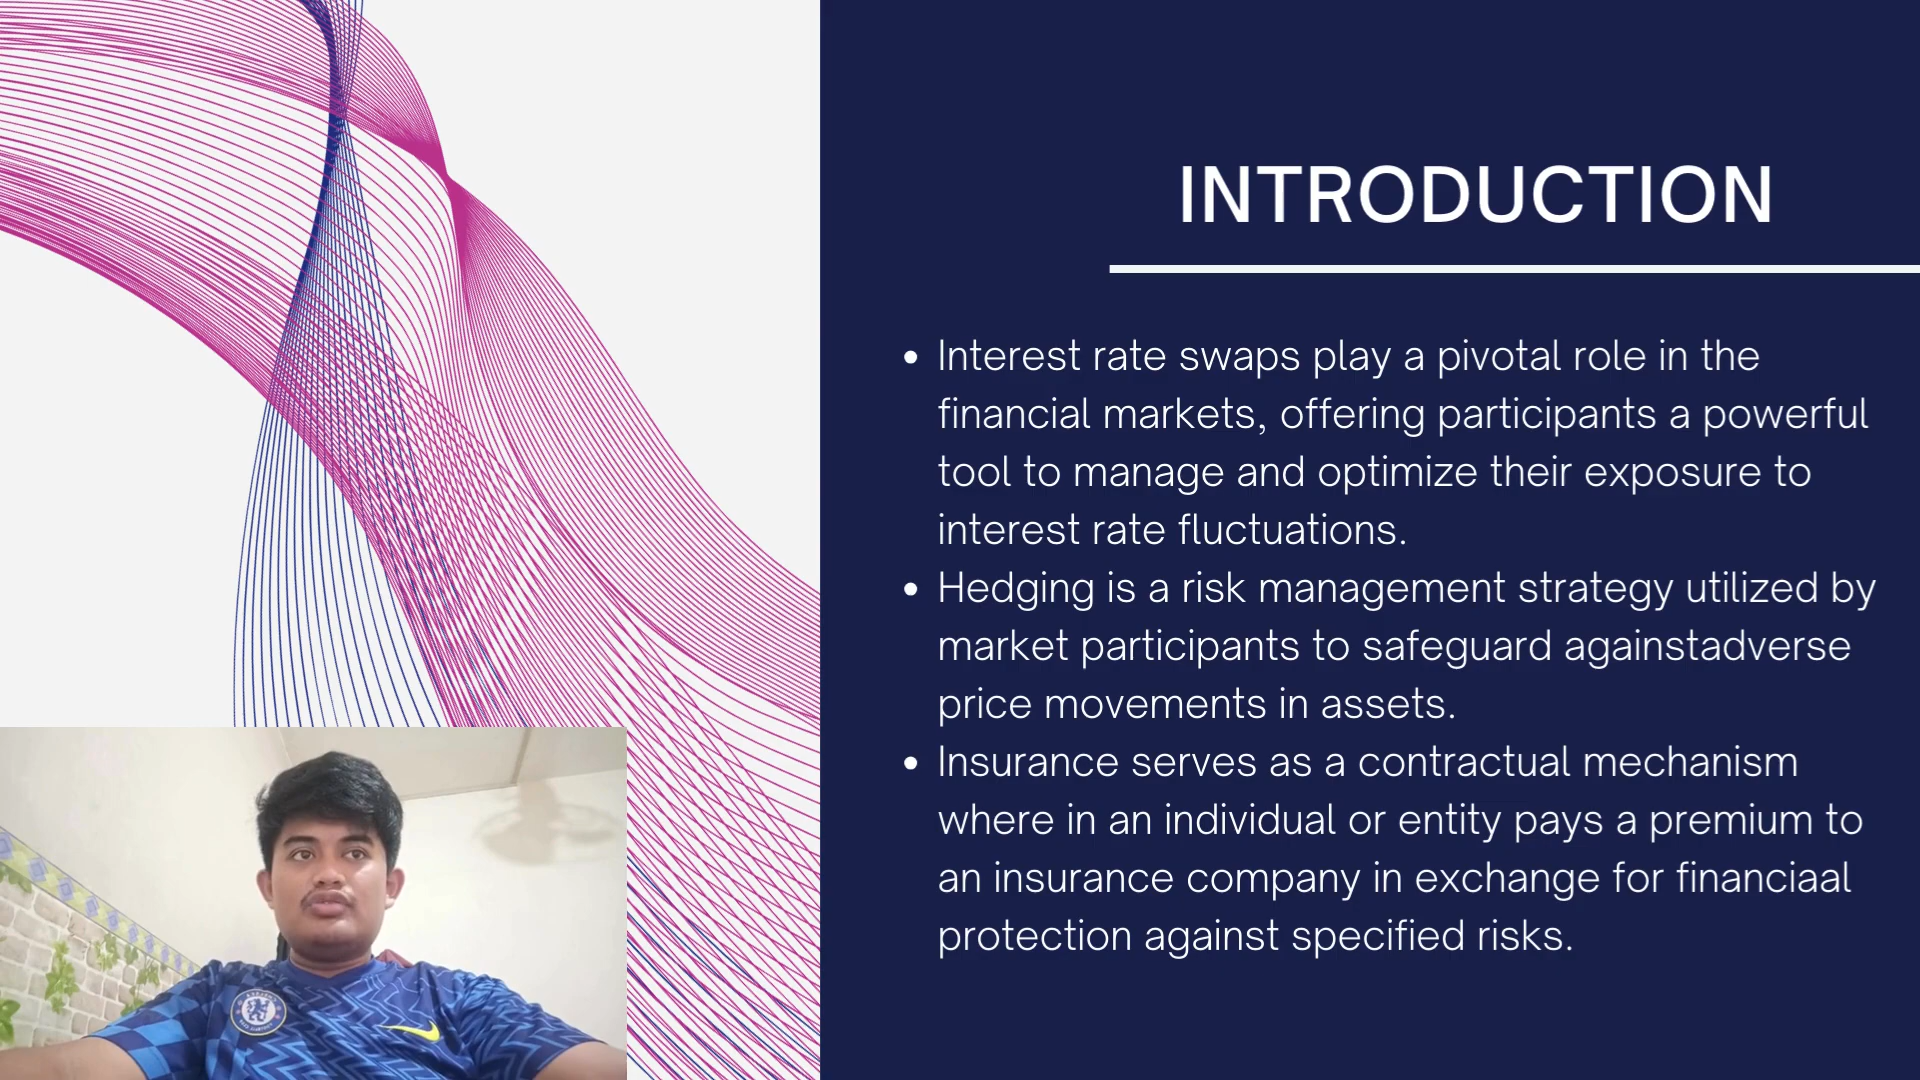 INTRODUCTION
• Interest rate swaps play a pivotal role in the
financial markets, offering participants a powerful
tool to manage and optimize their exposure to
interest rate fluctuations.
• Hedging is a risk management strategy utilized by
market participants to safeguard againstadverse
price movements in assets.
• Insurance serves as a contractual mechanism
where in an individual or entity pays a premium to
an insurance company in exchange for financiaal
protection against specified risks.